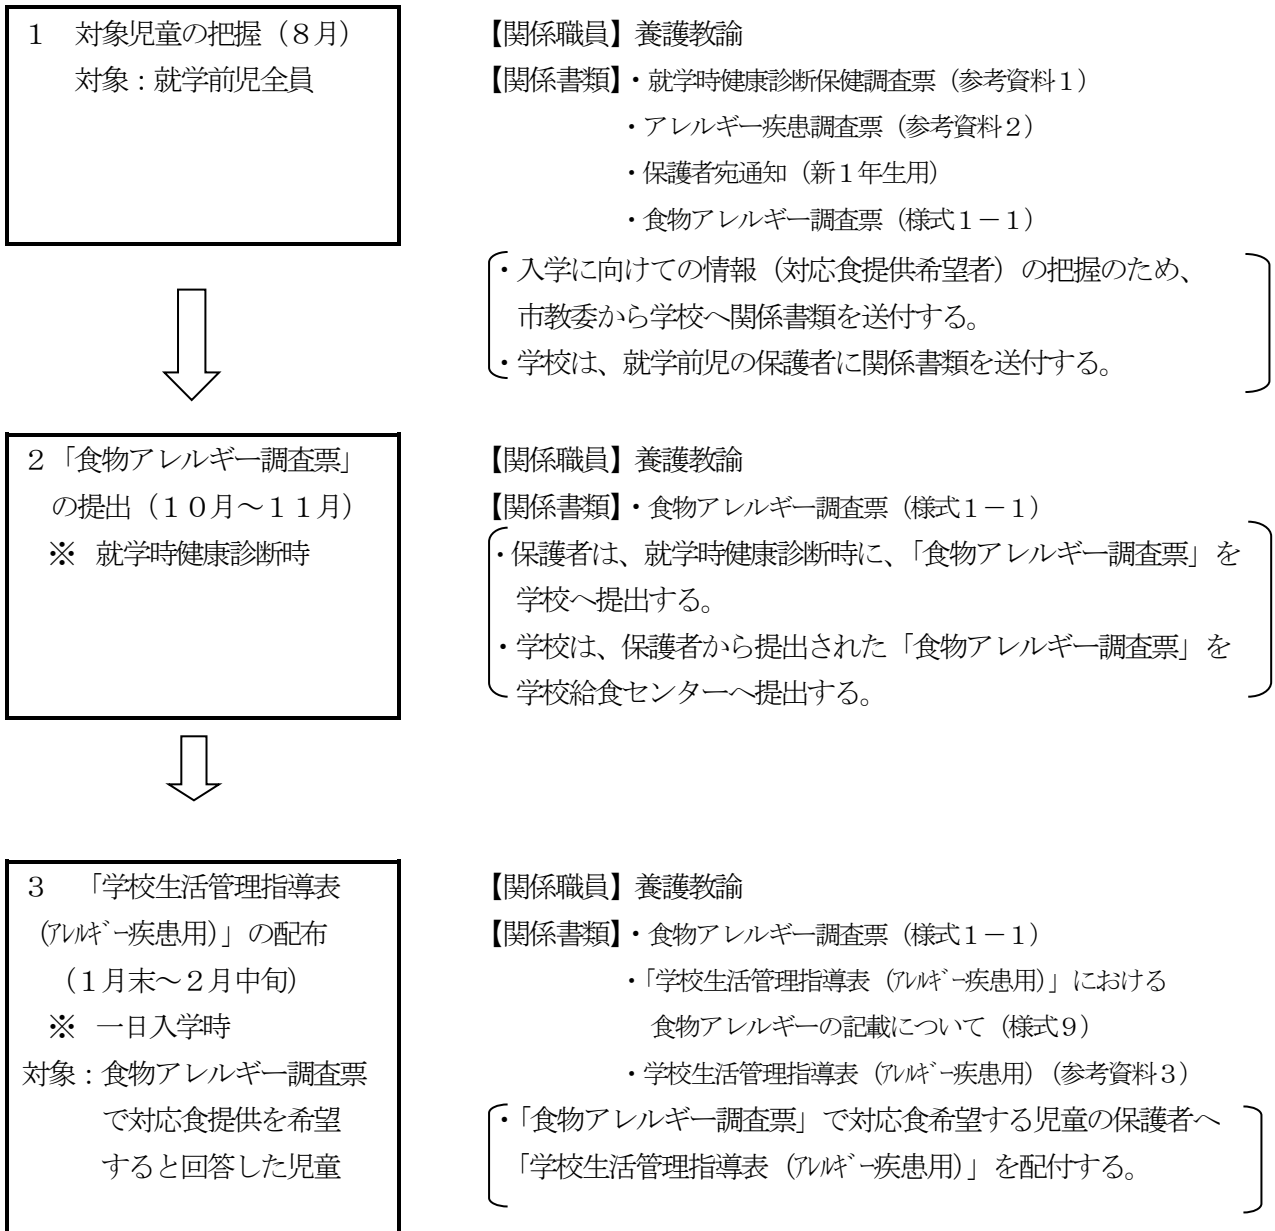 １　対象児童の把握（８月）
対象：就学前児全員
【関係職員】養護教諭
【関係書類】・就学時健康診断保健調査票（参考資料１）
・アレルギー疾患調査票（参考資料２）
・保護者宛通知（新１年生用）
・食物アレルギー調査票（様式１－１）
・入学に向けての情報（対応食提供希望者）の把握のため、
市教委から学校へ関係書類を送付する。
・学校は、就学前児の保護者に関係書類を送付する。
２「食物アレルギー調査票」
の提出（１０月～１１月）
※　就学時健康診断時
【関係職員】養護教諭
【関係書類】・食物アレルギー調査票（様式１－１）
・保護者は、就学時健康診断時に、「食物アレルギー調査票」を
学校へ提出する。
・学校は、保護者から提出された「食物アレルギー調査票」を
学校給食センターへ提出する。
３　「学校生活管理指導表
(ｱﾚﾙｷﾞｰ疾患用)」の配布
（１月末～２月中旬）
※　一日入学時
対象：食物アレルギー調査票
で対応食提供を希望
すると回答した児童
【関係職員】養護教諭
【関係書類】・食物アレルギー調査票（様式１－１）
・「学校生活管理指導表（ｱﾚﾙｷﾞｰ疾患用）」における
食物アレルギーの記載について（様式９）
・学校生活管理指導表（ｱﾚﾙｷﾞｰ疾患用）（参考資料３）
・「食物アレルギー調査票」で対応食希望する児童の保護者へ
「学校生活管理指導表（ｱﾚﾙｷﾞｰ疾患用）」を配付する。